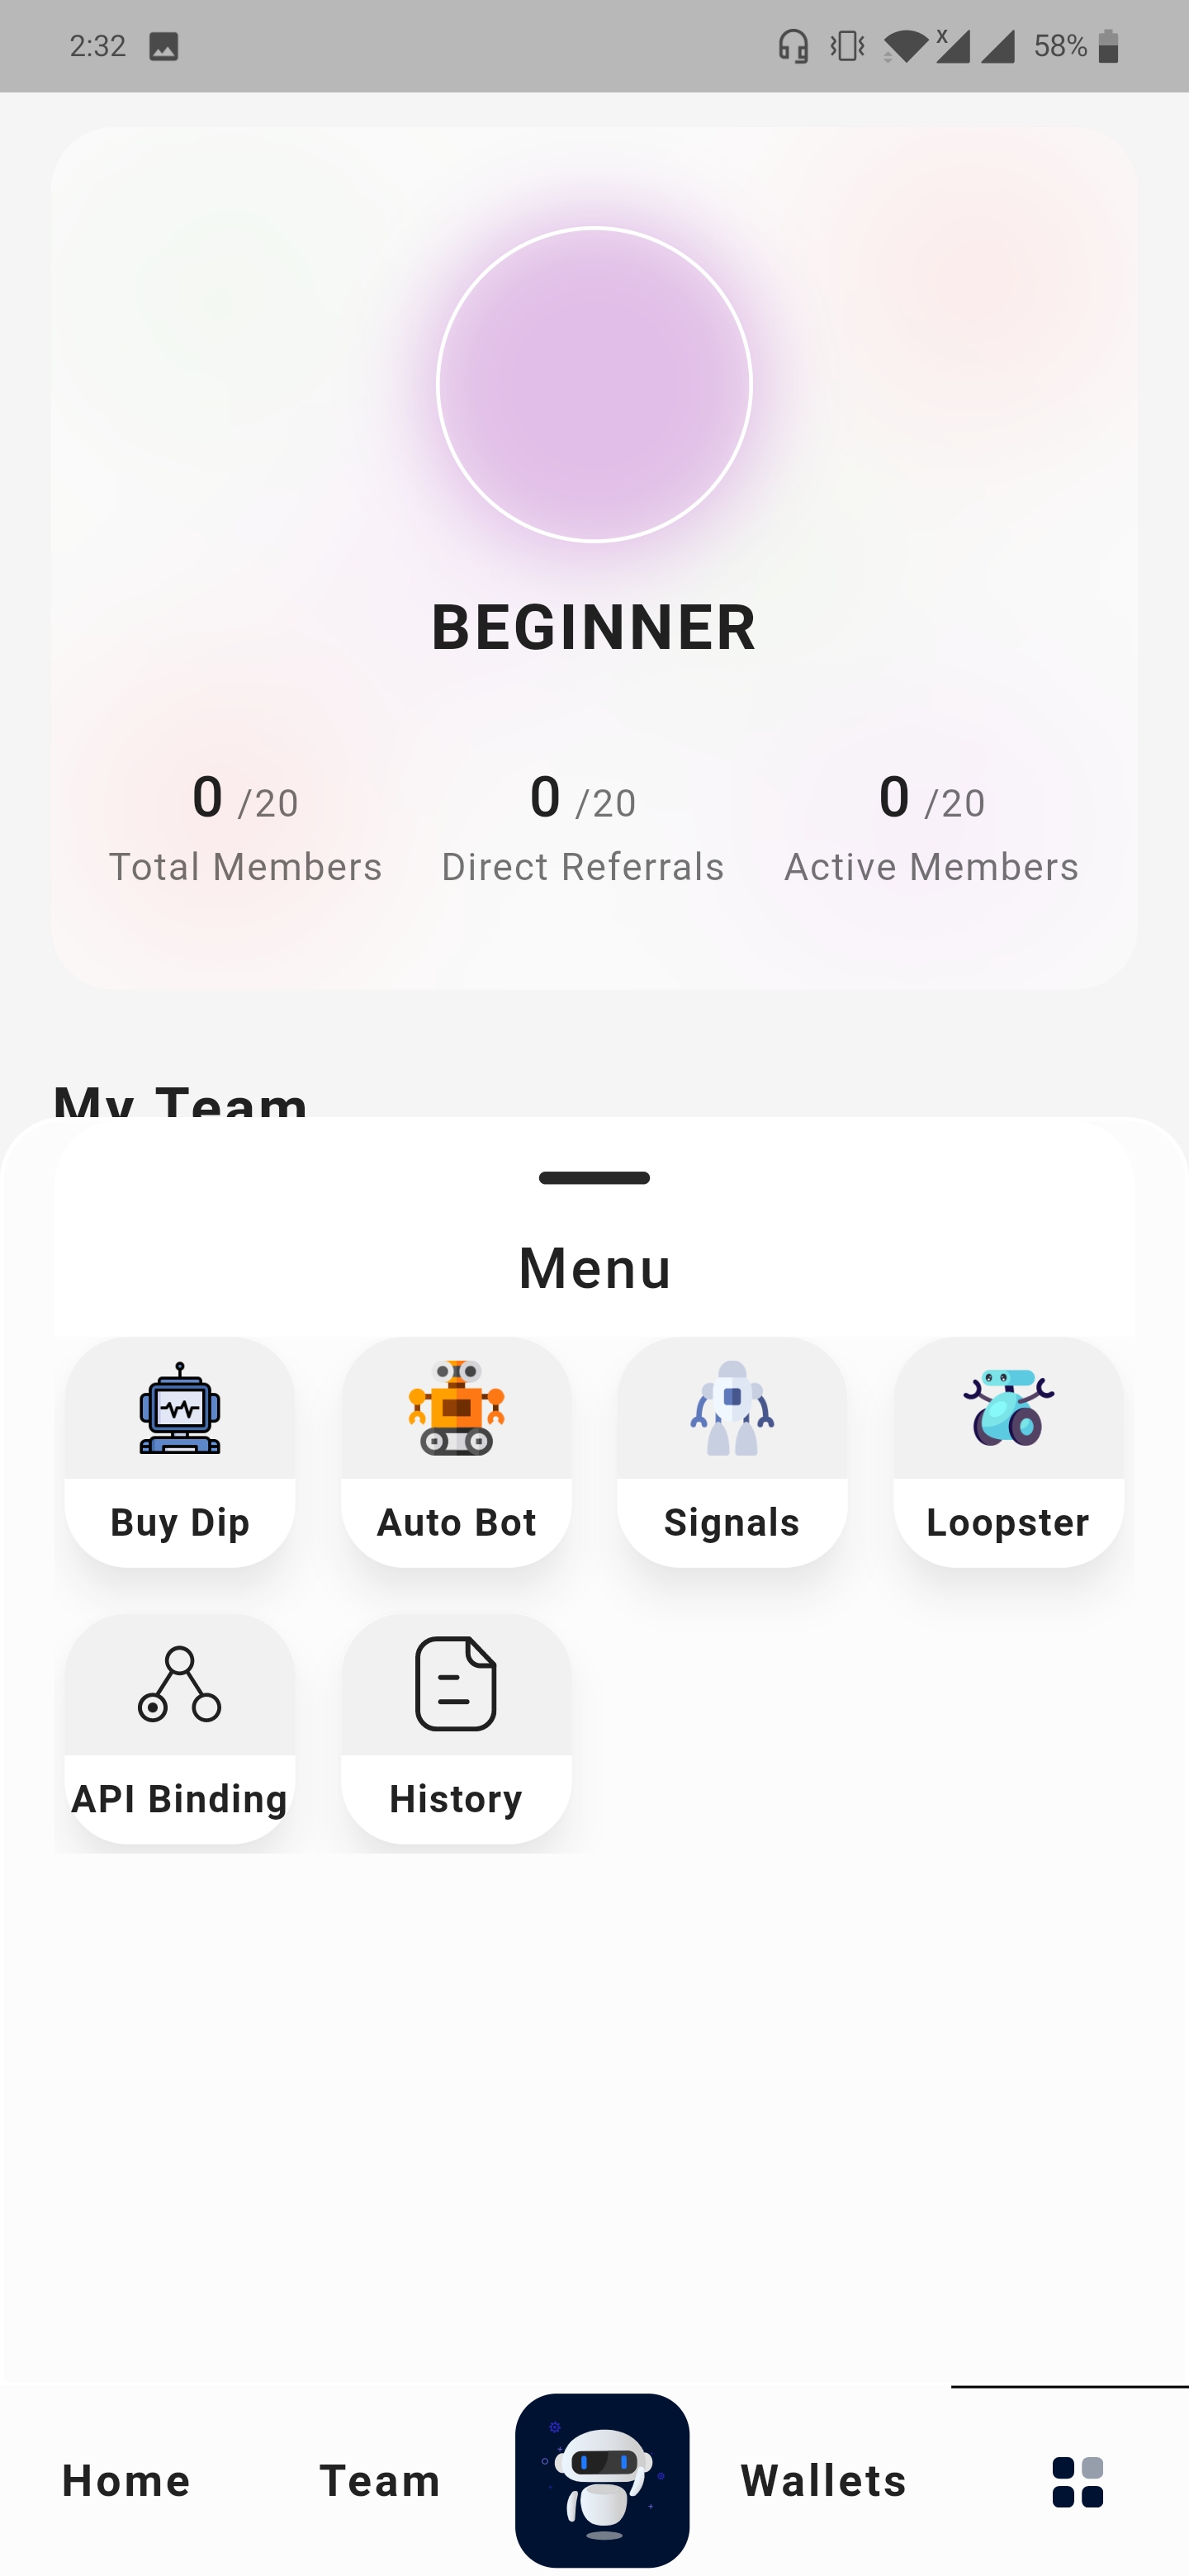 2:32
x
58%
BEGINNER
0 /20
0 /20
0 /20
Total Members
Direct Referrals
Active Members
My Team
Menu
Buy Dip
Auto Bot
Signals
Loopster
API Binding
History
Home
Team
Wallets